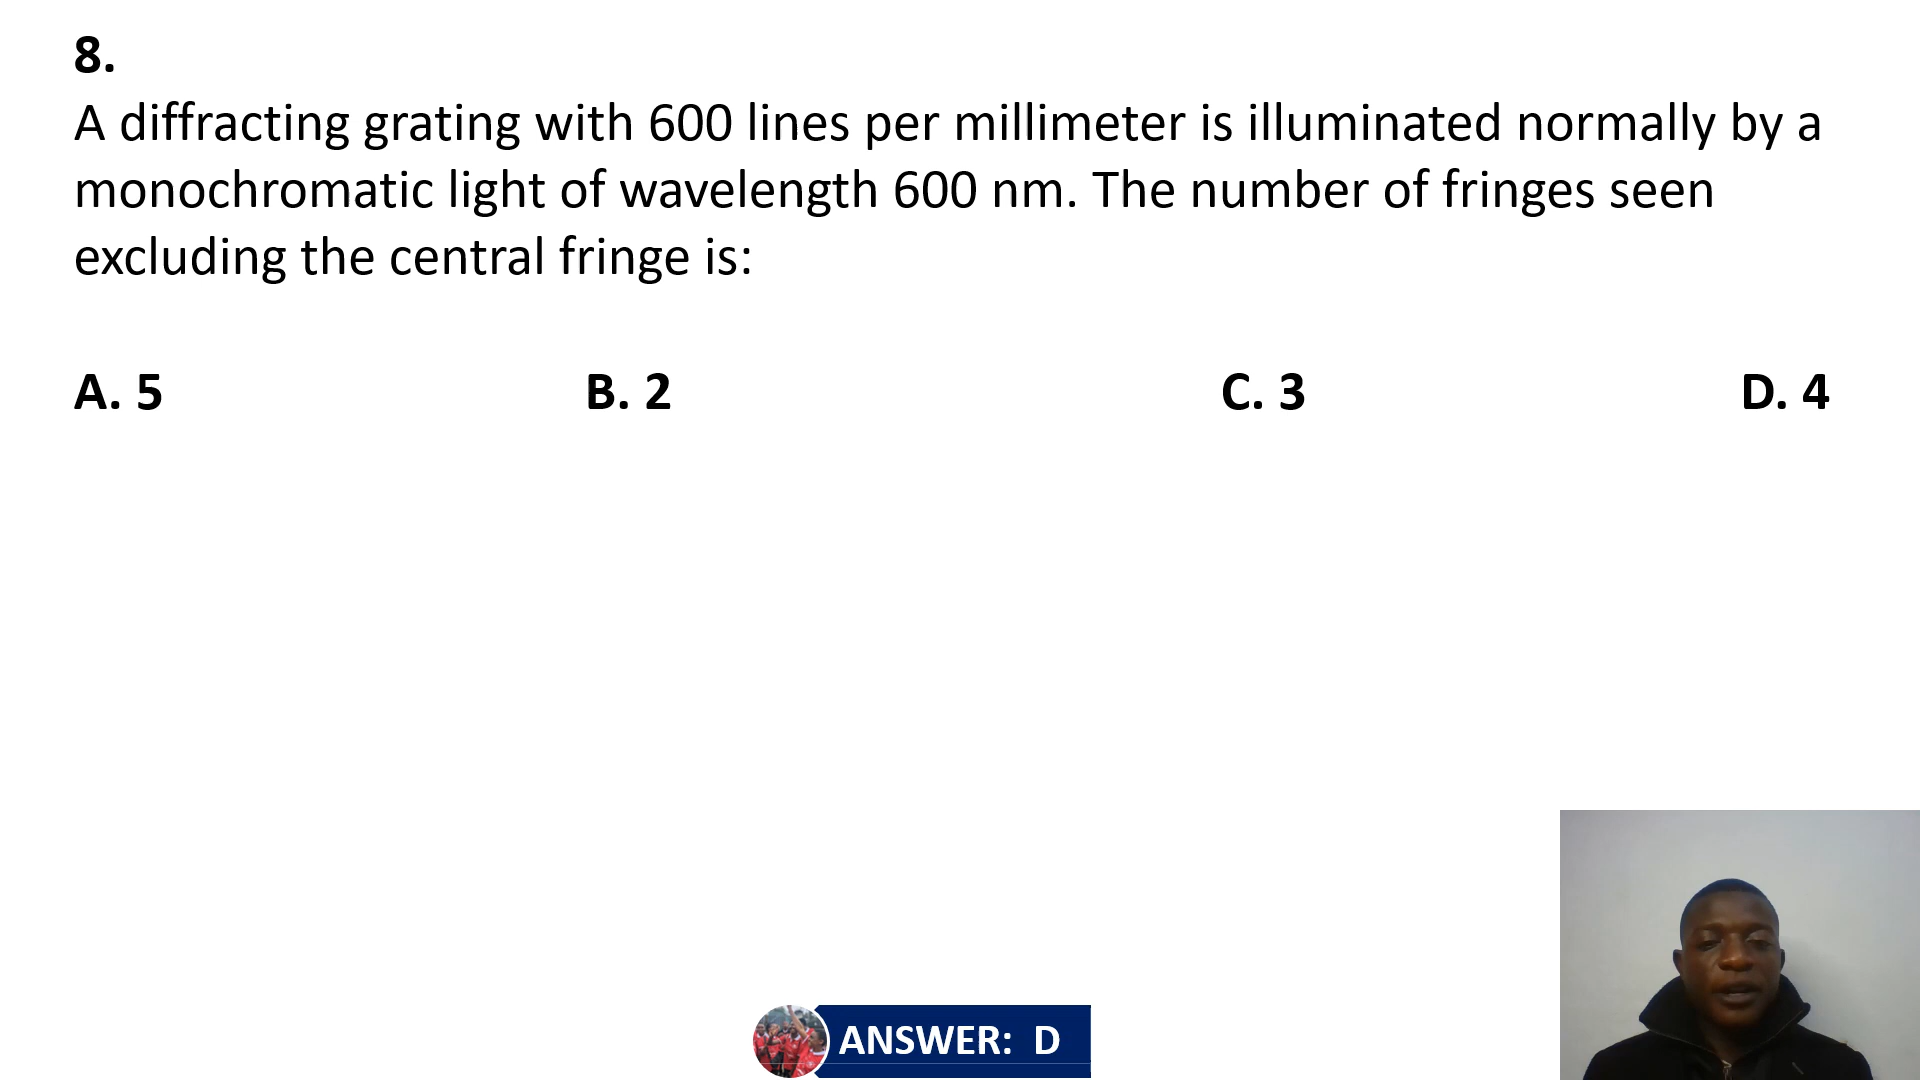 8.
A diffracting grating with 600 lines per millimeter is illuminated normally by a
monochromatic light of wavelength 600 nm. The number of fringes seen
excluding the central fringe is:
A. 5 B. 2 C. 3 D. 4
ANSWER: D